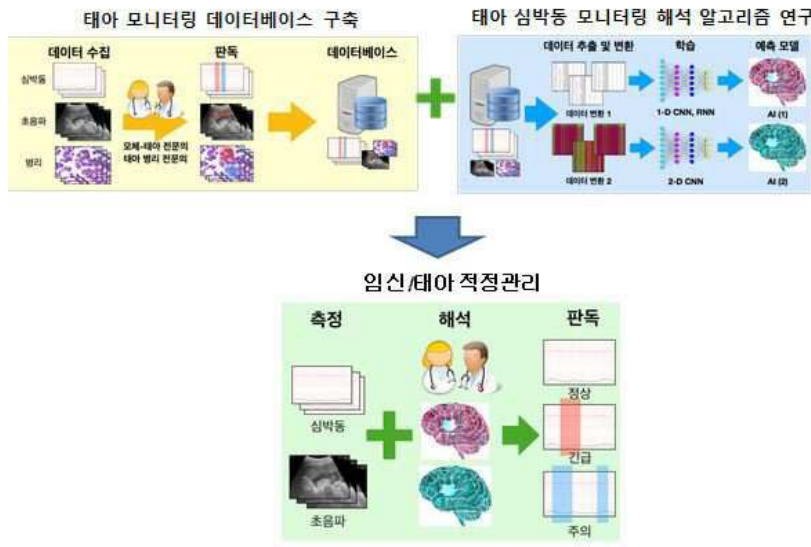 태아 모니터링 데이터베이스 구축
데이터 수집
판독
데이터베이스
심박동
초음파
병리
모체-태아 전문의
태아 병리 전문의
태아 심박동 모니터링 해석 알고리즘 연구
데이터 추출 및 변환
학습
예측 모델
데이터 변환 1
1-D CNN, RNN
AI (1)
데이터 변환 2
2-D CNN
AI (2)
임신/태아 적정관리
측정
해석
판독
심박동
초음파
정상
긴급
주의